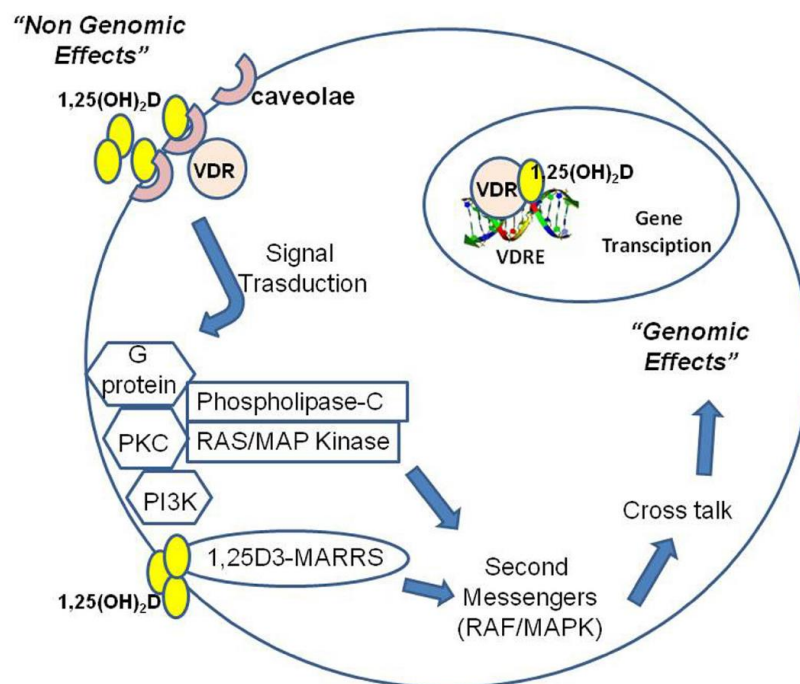 “Non Genomic
Effects”
1,25(OH)₂D
caveolae
VDR
VDR
1,25(OH)₂D
VDRE
Gene
Transciption
Signal
Trasduction
“Genomic
Effects”
G
protein
Phospholipase-C
PKC
RAS/MAP Kinase
PI3K
Cross talk
1,25D3-MARRS
1,25(OH)₂D
Second
Messengers
(RAF/MAPK)